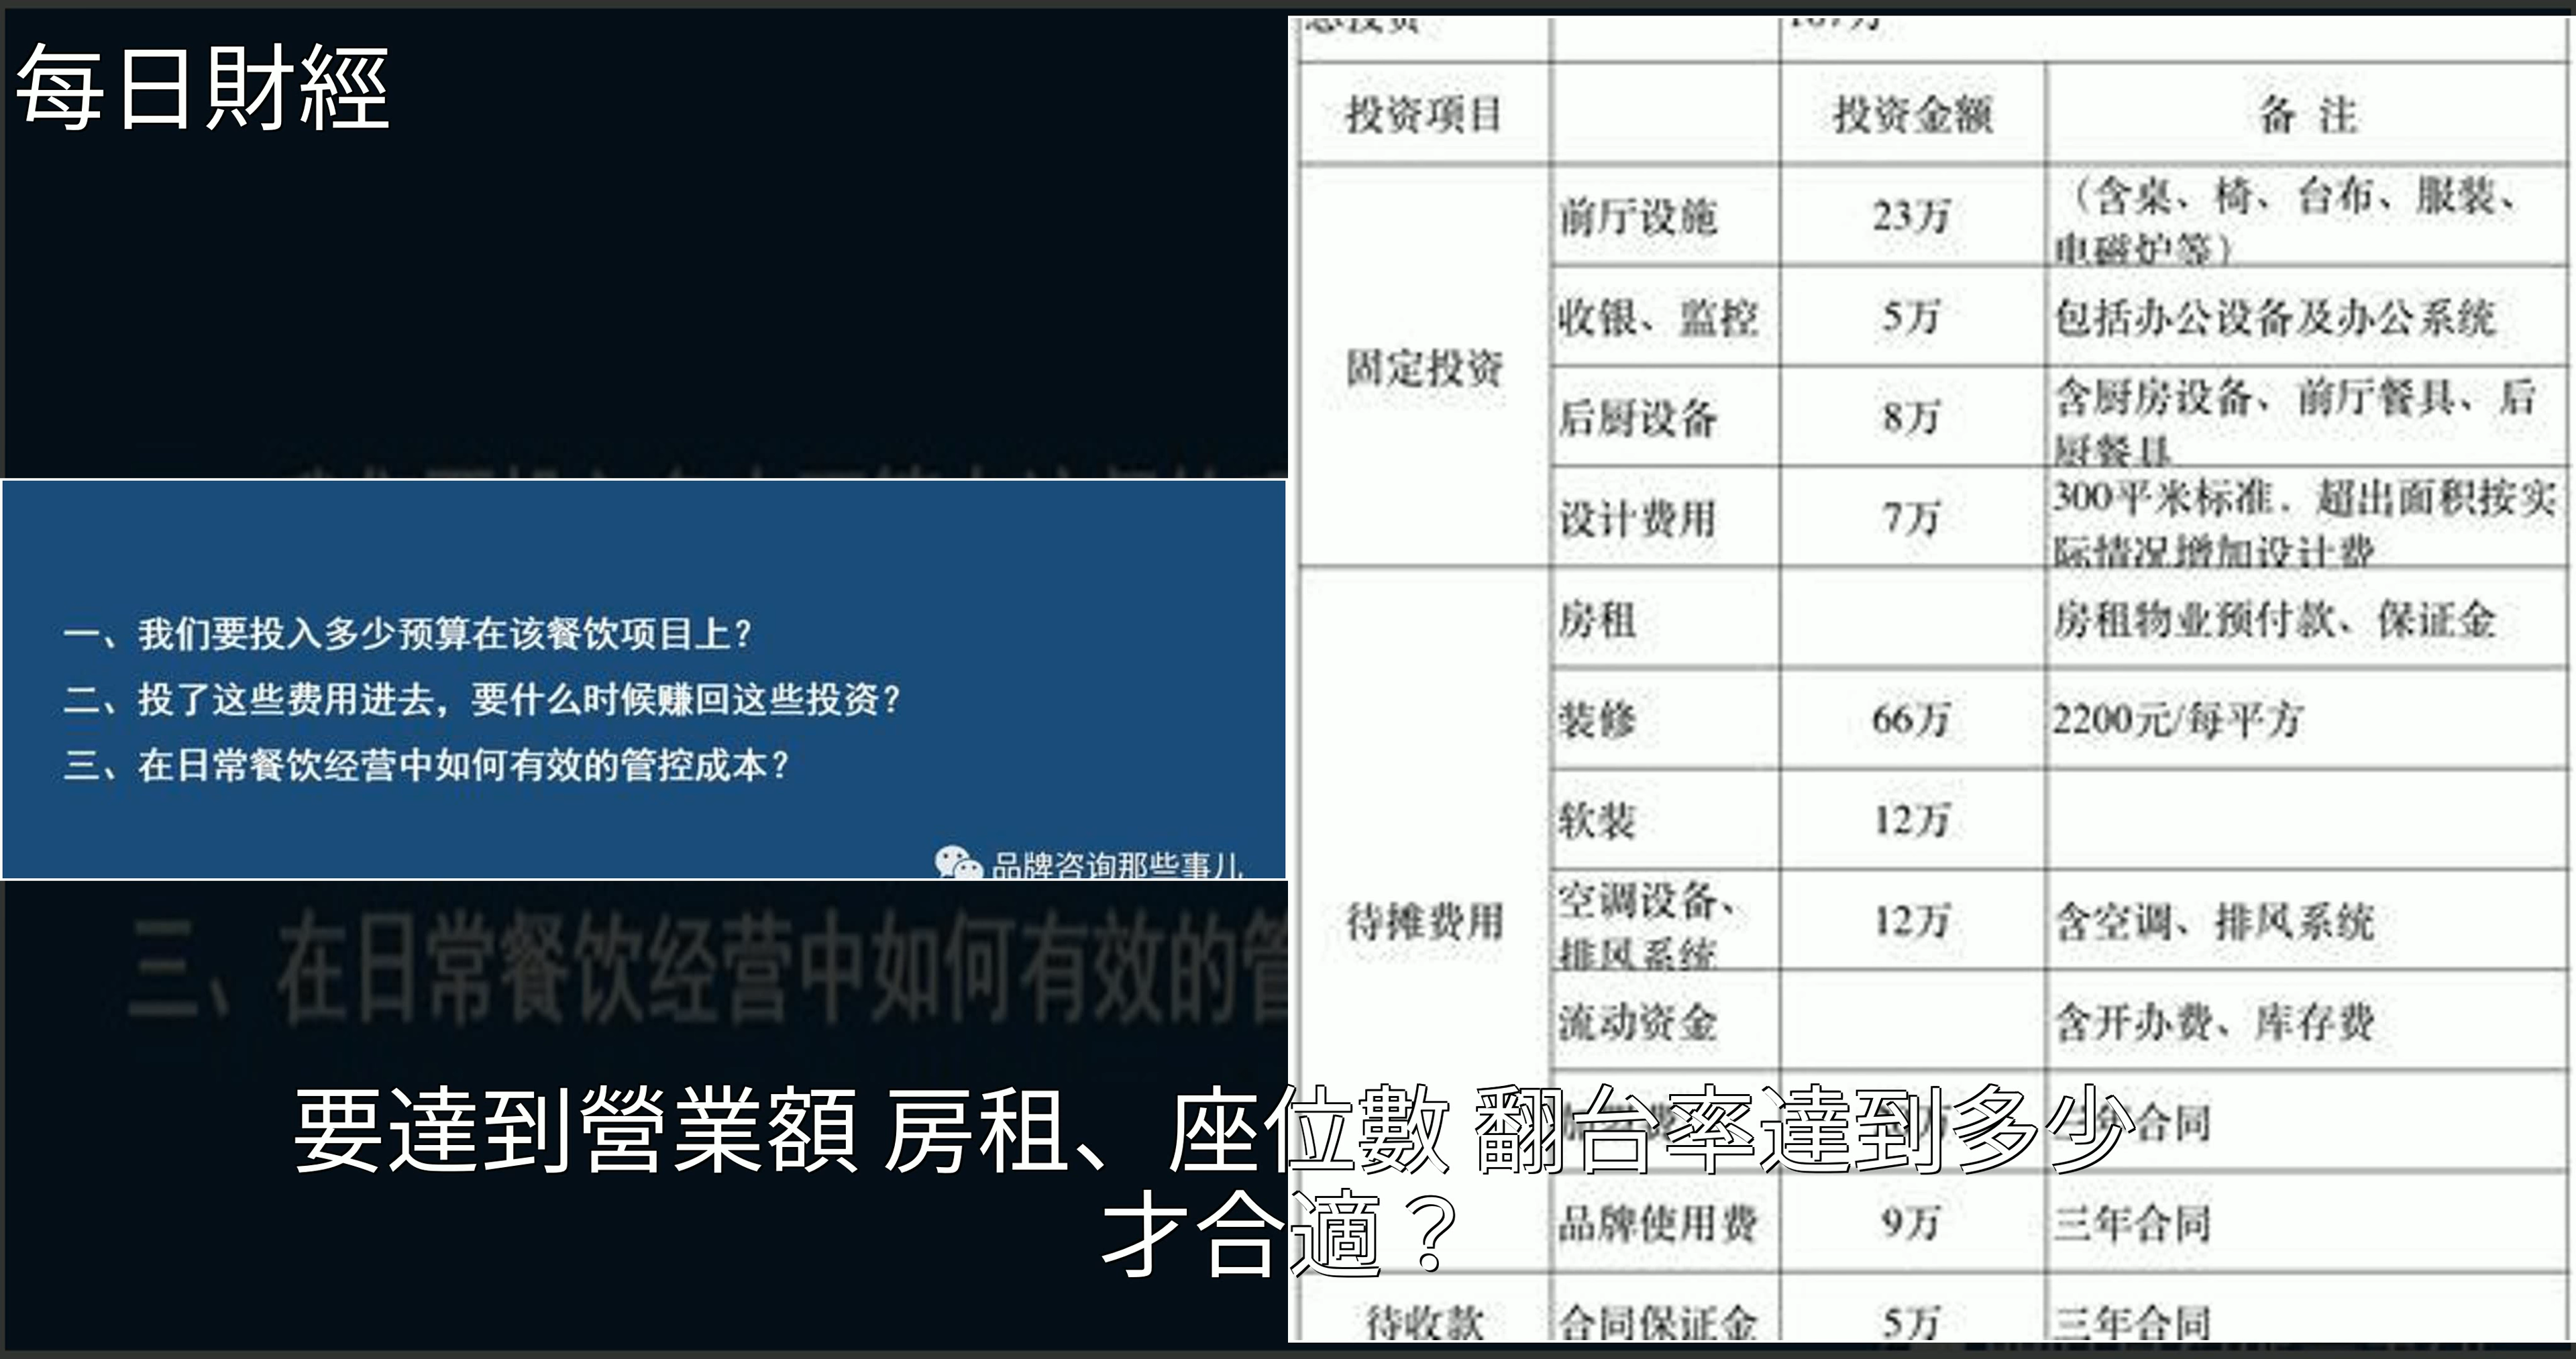 每日財經
一、我们要投入多少预算在该餐饮项目上？
二、投了这些费用进去，要什么时候赚回这些投资？
三、在日常餐饮经营中如何有效的管控成本？
品牌咨询那些事儿
三、在日常餐饮经营中如何有效的管
投资项目 投资金额 备 注
固定投资
前厅设施 23万 （含桌、椅、台布、服装、
电磁炉等）
收银、监控 5万 包括办公设备及办公系统
后厨设备 8万 含厨房设备、前厅餐具、后
厨餐具
设计费用 7万 300平米标准．超出面积按实
际情况增加设计费
待摊费用
房租 房租物业预付款、保证金
装修 66万 2200元/每平方
软装 12万
空调设备、
排风系统 12万 含空调、排风系统
流动资金 含开办费、库存费
三年合同
品牌使用费 9万 三年合同
待收款 合同保证金 5万 三年合同
要達到營業額 房租、座位數 翻台率達到多少
才合適？